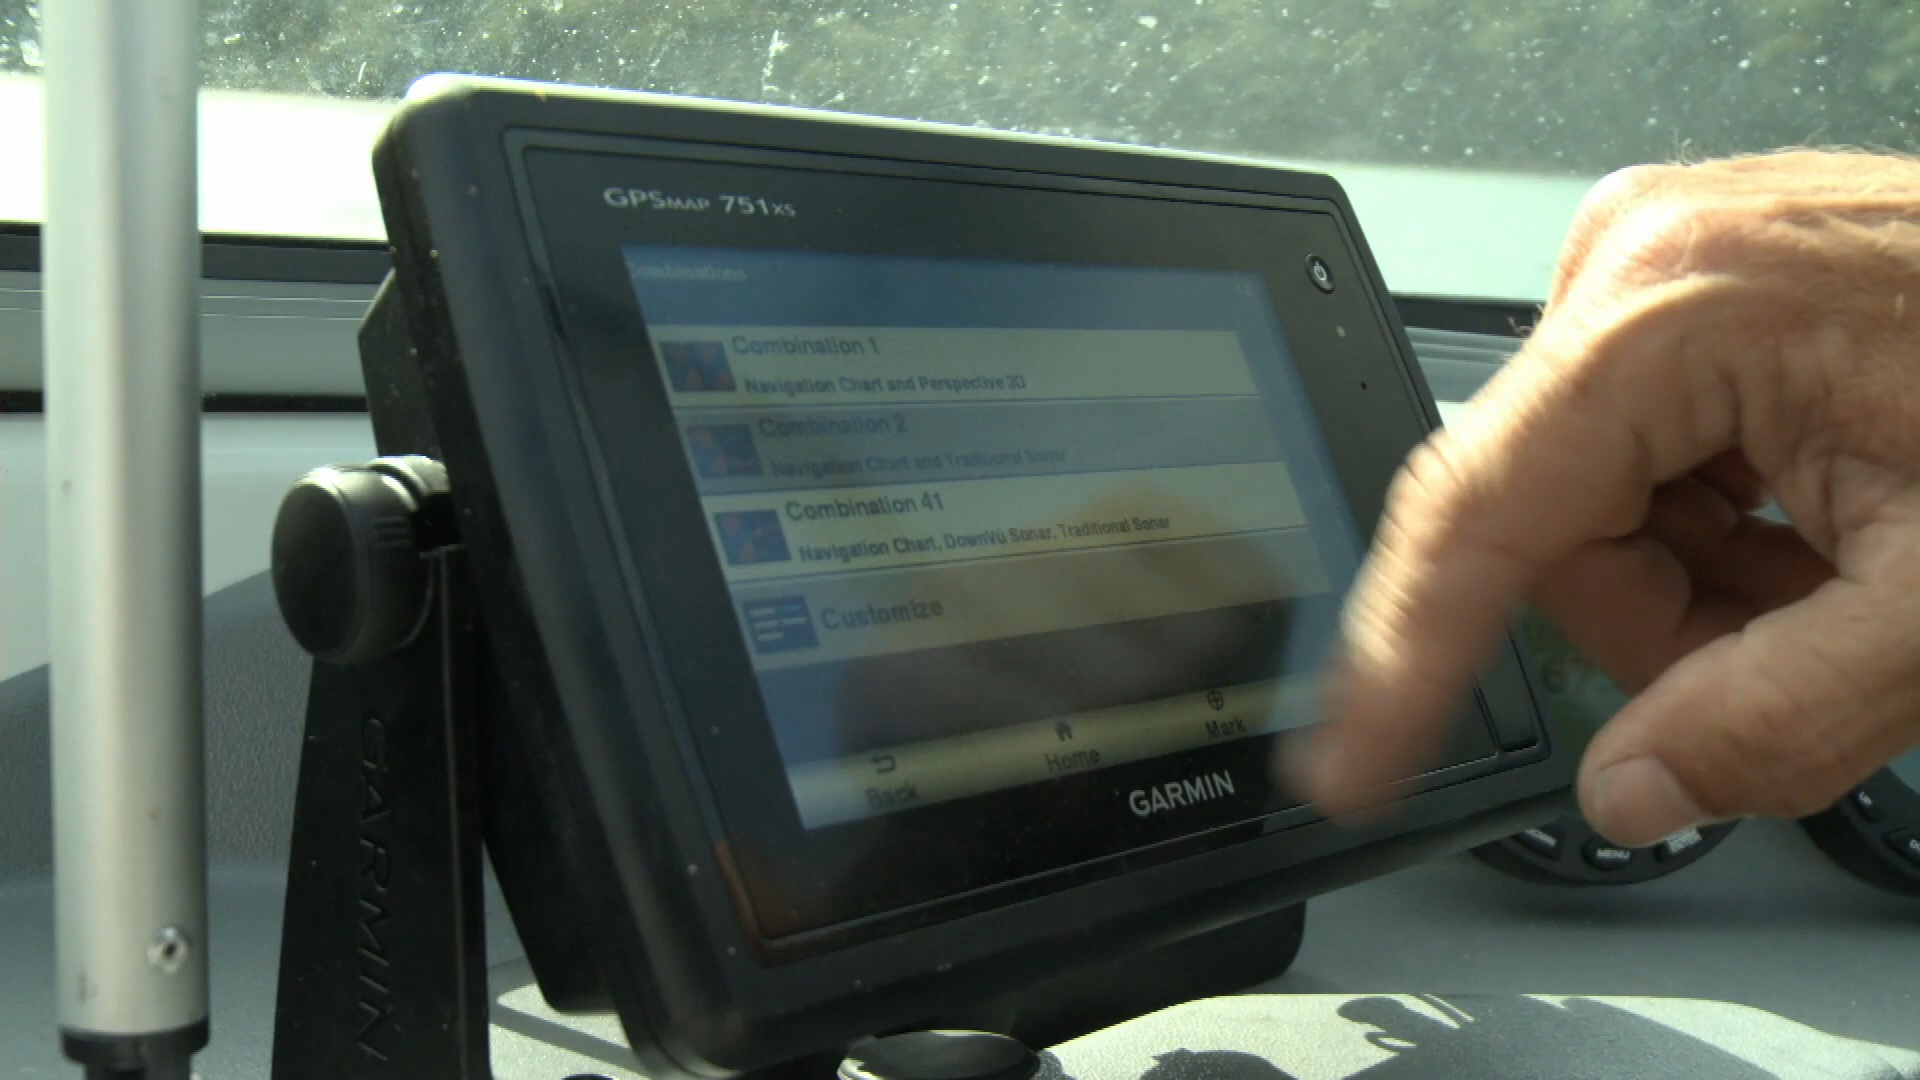 GPSMAP 751xs
Combinations
Combination 1
Navigation Chart and Perspective 3D
Combination 2
Navigation Chart and Traditional Sonar
Combination 41
Navigation Chart, DownVü Sonar, Traditional Sonar
Customize
Back
Home
Mark
GARMIN
GARMIN
MENU